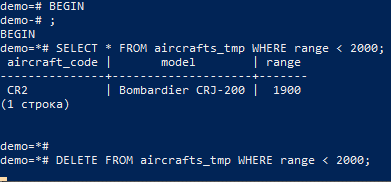 demo=# BEGIN
demo-# ;
BEGIN
demo=*# SELECT * FROM aircrafts_tmp WHERE range < 2000;
 aircraft_code |       model        | range
---------------+--------------------+-------
 CR2           | Bombardier CRJ-200 |  1900
(1 строка)
demo=*#
demo=*# DELETE FROM aircrafts_tmp WHERE range < 2000;